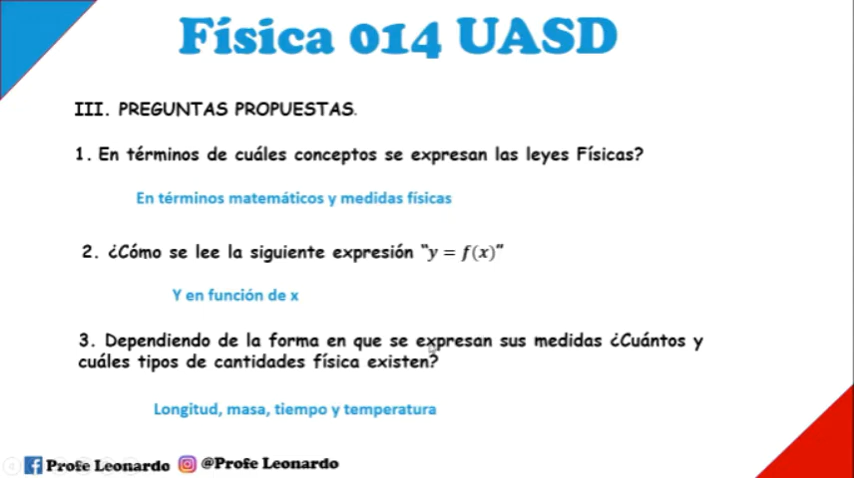 Física 014 UASD
III. PREGUNTAS PROPUESTAS.
1. En términos de cuáles conceptos se expresan las leyes Físicas?
En términos matemáticos y medidas físicas
2. ¿Cómo se lee la siguiente expresión “y = f(x)”
Y en función de x
3. Dependiendo de la forma en que se expresan sus medidas ¿Cuántos y
cuáles tipos de cantidades física existen?
Longitud, masa, tiempo y temperatura
Profe Leonardo @Profe Leonardo